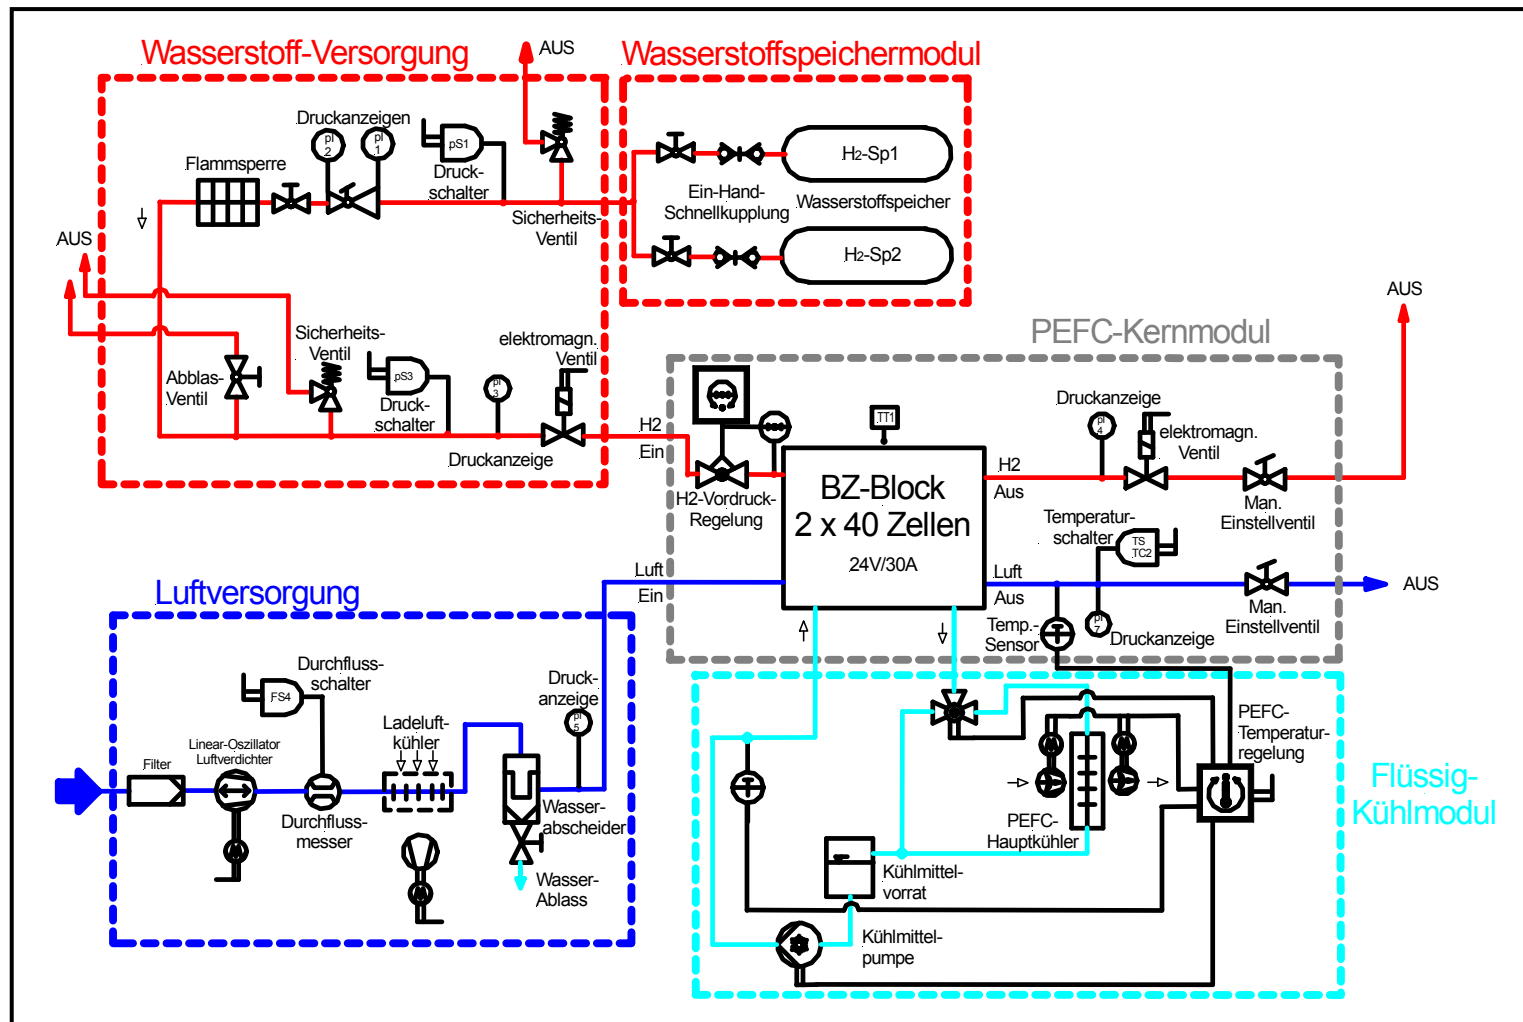 Wasserstoff-Versorgung
AUS
Wasserstoffspeichermodul
Druckanzeigen
pI
2
pI
1
pS1
Flammsperre
Druck-
schalter
Sicherheits-
Ventil
H2-Sp1
Ein-Hand-
Schnellkupplung
Wasserstoffspeicher
H2-Sp2
AUS
Sicherheits-
Ventil
Abblas-
Ventil
pS3
Druck-
schalter
pI
3
Druckanzeige
elektromagn.
Ventil
H2
Ein
PEFC-Kernmodul
AUS
TT1
H2-Vordruck-
Regelung
BZ-Block
2 x 40 Zellen
24V/30A
Druckanzeige
pI
4
elektromagn.
Ventil
H2
Aus
Man.
Einstellventil
Temperatur-
schalter
TS
TC2
Luft
Ein
Luft
Aus
AUS
Man.
Einstellventil
Temp.-
Sensor
pI
7
Druckanzeige
Luftversorgung
Durchfluss-
schalter
FS4
Linear-Oszillator
Luftverdichter
Filter
Durchfluss-
messer
Ladeluft-
kühler
Druck-
anzeige
pI
5
Wasser-
abscheider
Wasser-
Ablass
PEFC-
Temperatur-
regelung
PEFC-
Hauptkühler
Kühlmittel-
vorrat
Kühlmittel-
pumpe
Flüssig-
Kühlmodul